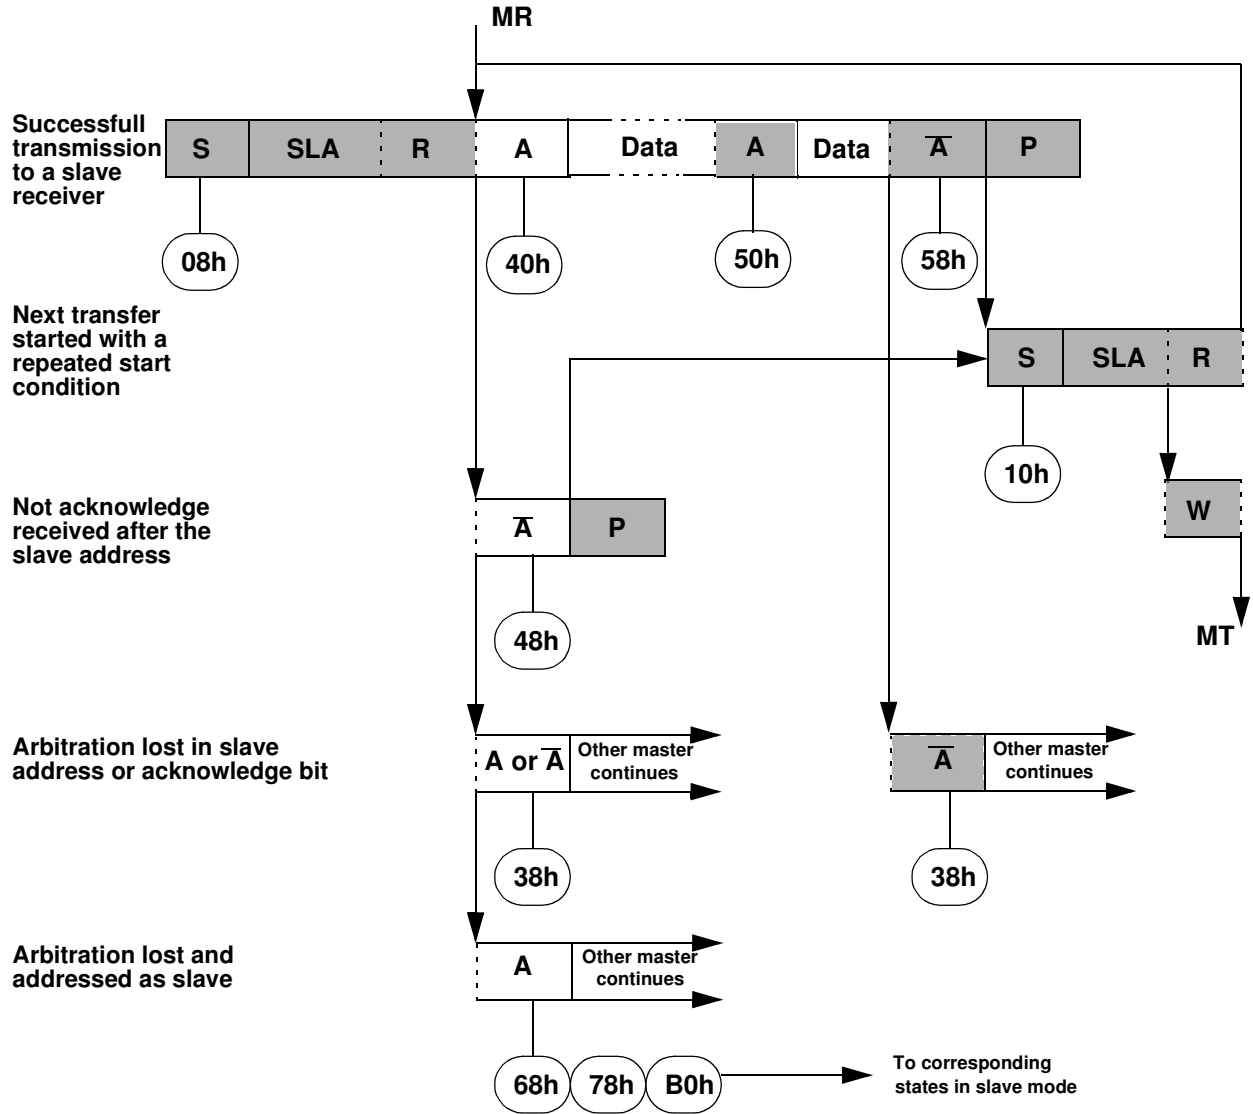 MR
Successfull
transmission
to a slave
receiver
S SLA R A Data A Data A̅ P
08h 40h 50h 58h
Next transfer
started with a
repeated start
condition
S SLA R
10h
Not acknowledge
received after the
slave address
A̅ P
W
48h
MT
Arbitration lost in slave
address or acknowledge bit
A or A̅
Other master
continues
A̅
Other master
continues
38h 38h
Arbitration lost and
addressed as slave
A
Other master
continues
68h 78h B0h
To corresponding
states in slave mode